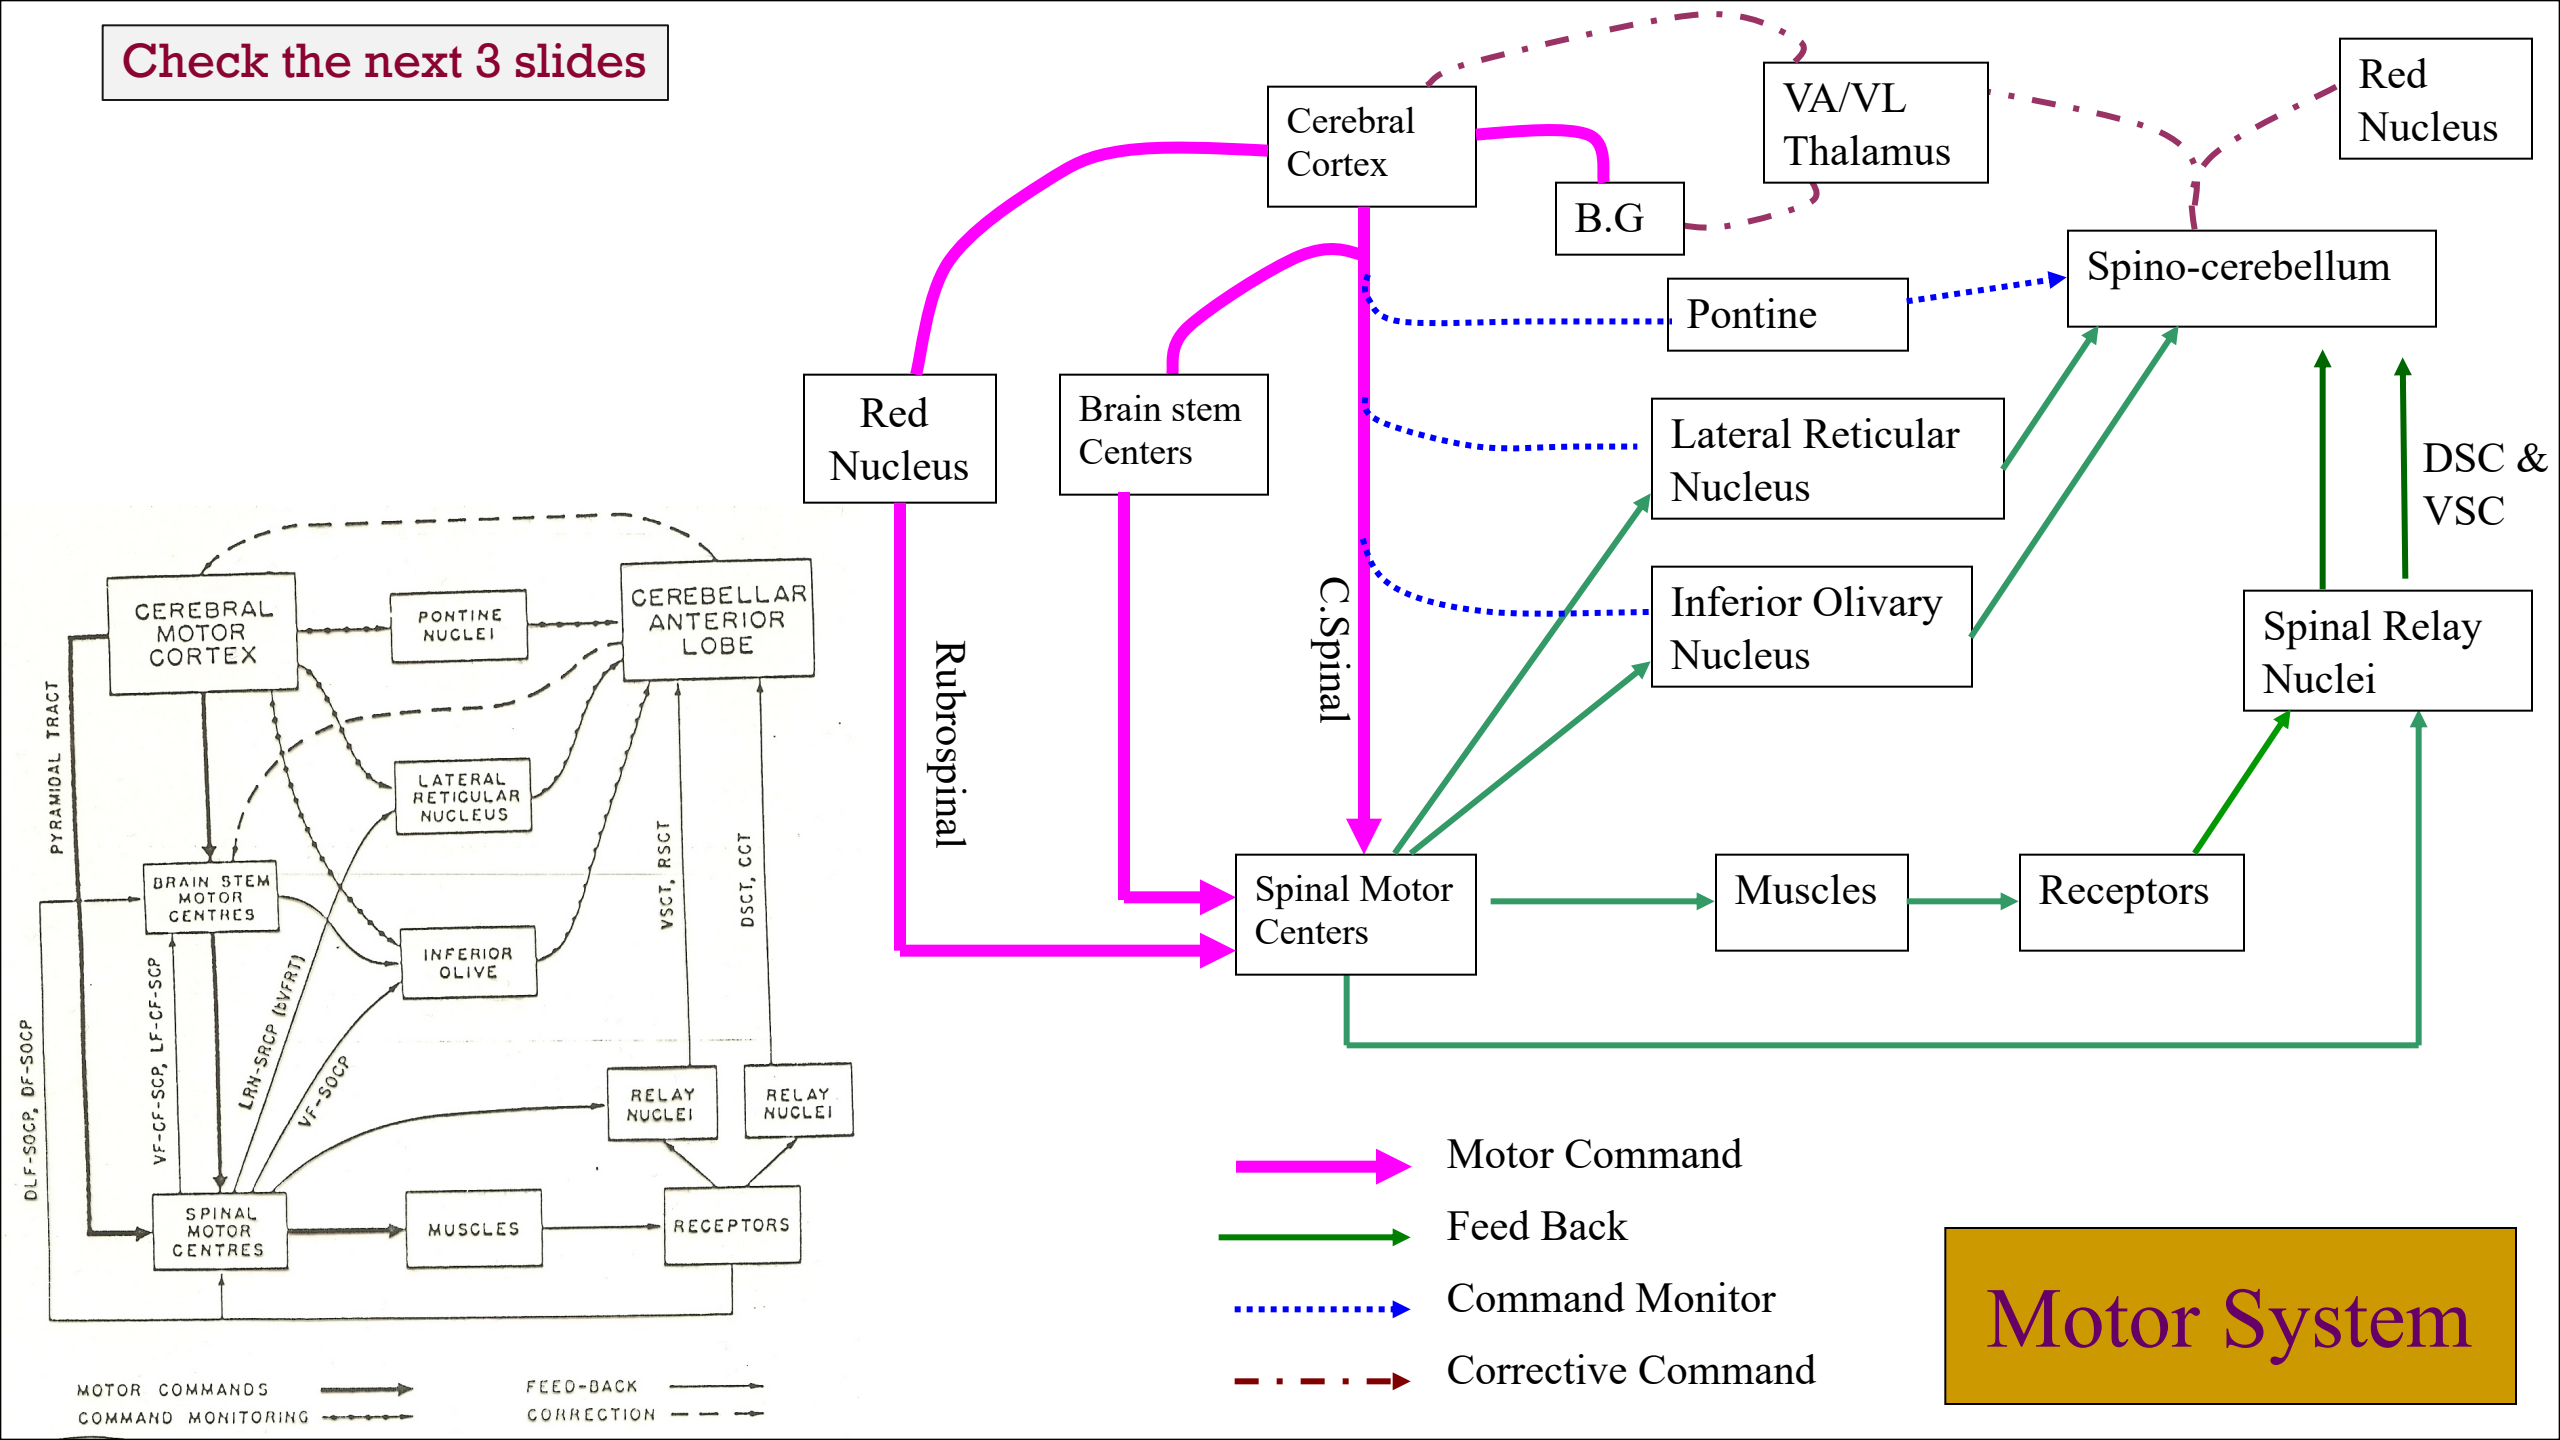 Check the next 3 slides
Cerebral
Cortex
VA/VL
Thalamus
Red
Nucleus
B.G
Spino-cerebellum
Pontine
Red
Nucleus
Brain stem
Centers
Lateral Reticular
Nucleus
DSC &
VSC
Inferior Olivary
Nucleus
Spinal Relay
Nuclei
Rubrospinal
C.Spinal
Spinal Motor
Centers
Muscles
Receptors
Motor Command
Feed Back
Command Monitor
Corrective Command
Motor System
CEREBRAL
MOTOR
CORTEX
PONTINE
NUCLEI
CEREBELLAR
ANTERIOR
LOBE
PYRAMIDAL TRACT
LATERAL
RETICULAR
NUCLEUS
BRAIN STEM
MOTOR
CENTRES
INFERIOR
OLIVE
VSCT, RSCT
DSCT, CCT
DLF-SOCP, DF-SOCP
VF-CF-SCP, LF-CF-SCP
LRN-SRCP (bVFRT)
VF-SOCP
RELAY
NUCLEI
RELAY
NUCLEI
SPINAL
MOTOR
CENTRES
MUSCLES
RECEPTORS
MOTOR COMMANDS
FEED-BACK
COMMAND MONITORING
CORRECTION